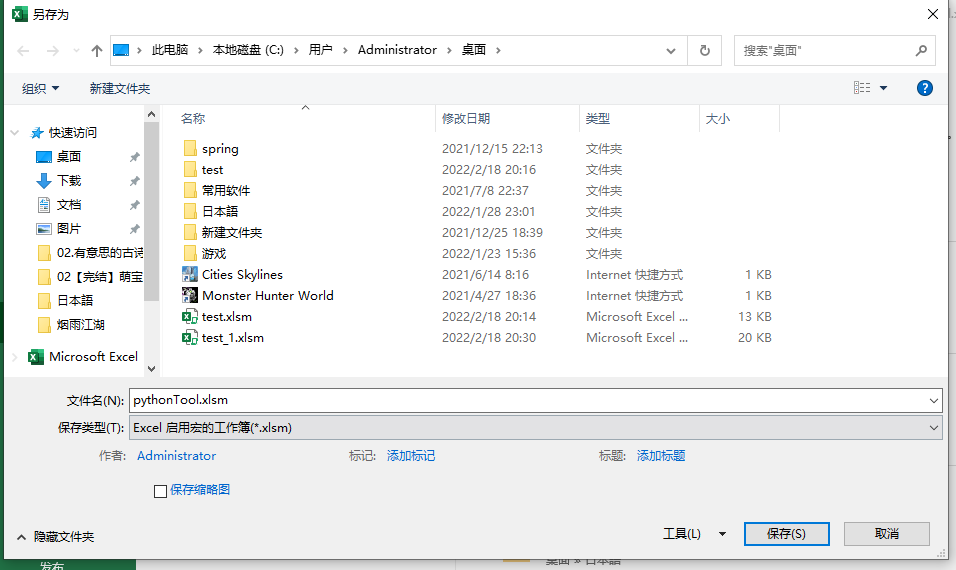 另存为
此电脑 › 本地磁盘 (C:) › 用户 › Administrator › 桌面 ›
搜索"桌面"
组织
新建文件夹
名称 修改日期 类型 大小
快速访问
桌面
下载
文档
图片
02.有意思的古诗
02【完结】萌宝
日本語
烟雨江湖
Microsoft Excel
spring 2021/12/15 22:13 文件夹
test 2022/2/18 20:16 文件夹
常用软件 2021/7/8 22:37 文件夹
日本語 2022/1/28 23:01 文件夹
新建文件夹 2021/12/25 18:39 文件夹
游戏 2022/1/23 15:36 文件夹
Cities Skylines 2021/6/14 8:16 Internet 快捷方式 1 KB
Monster Hunter World 2021/4/27 18:36 Internet 快捷方式 1 KB
test.xlsm 2022/2/18 20:14 Microsoft Excel ... 13 KB
test_1.xlsm 2022/2/18 20:30 Microsoft Excel ... 20 KB
文件名(N): pythonTool.xlsm
保存类型(T): Excel 启用宏的工作簿(*.xlsm)
作者: Administrator 标记: 添加标记 标题: 添加标题
保存缩略图
隐藏文件夹 工具(L) 保存(S) 取消
发布
桌面 » 日本語